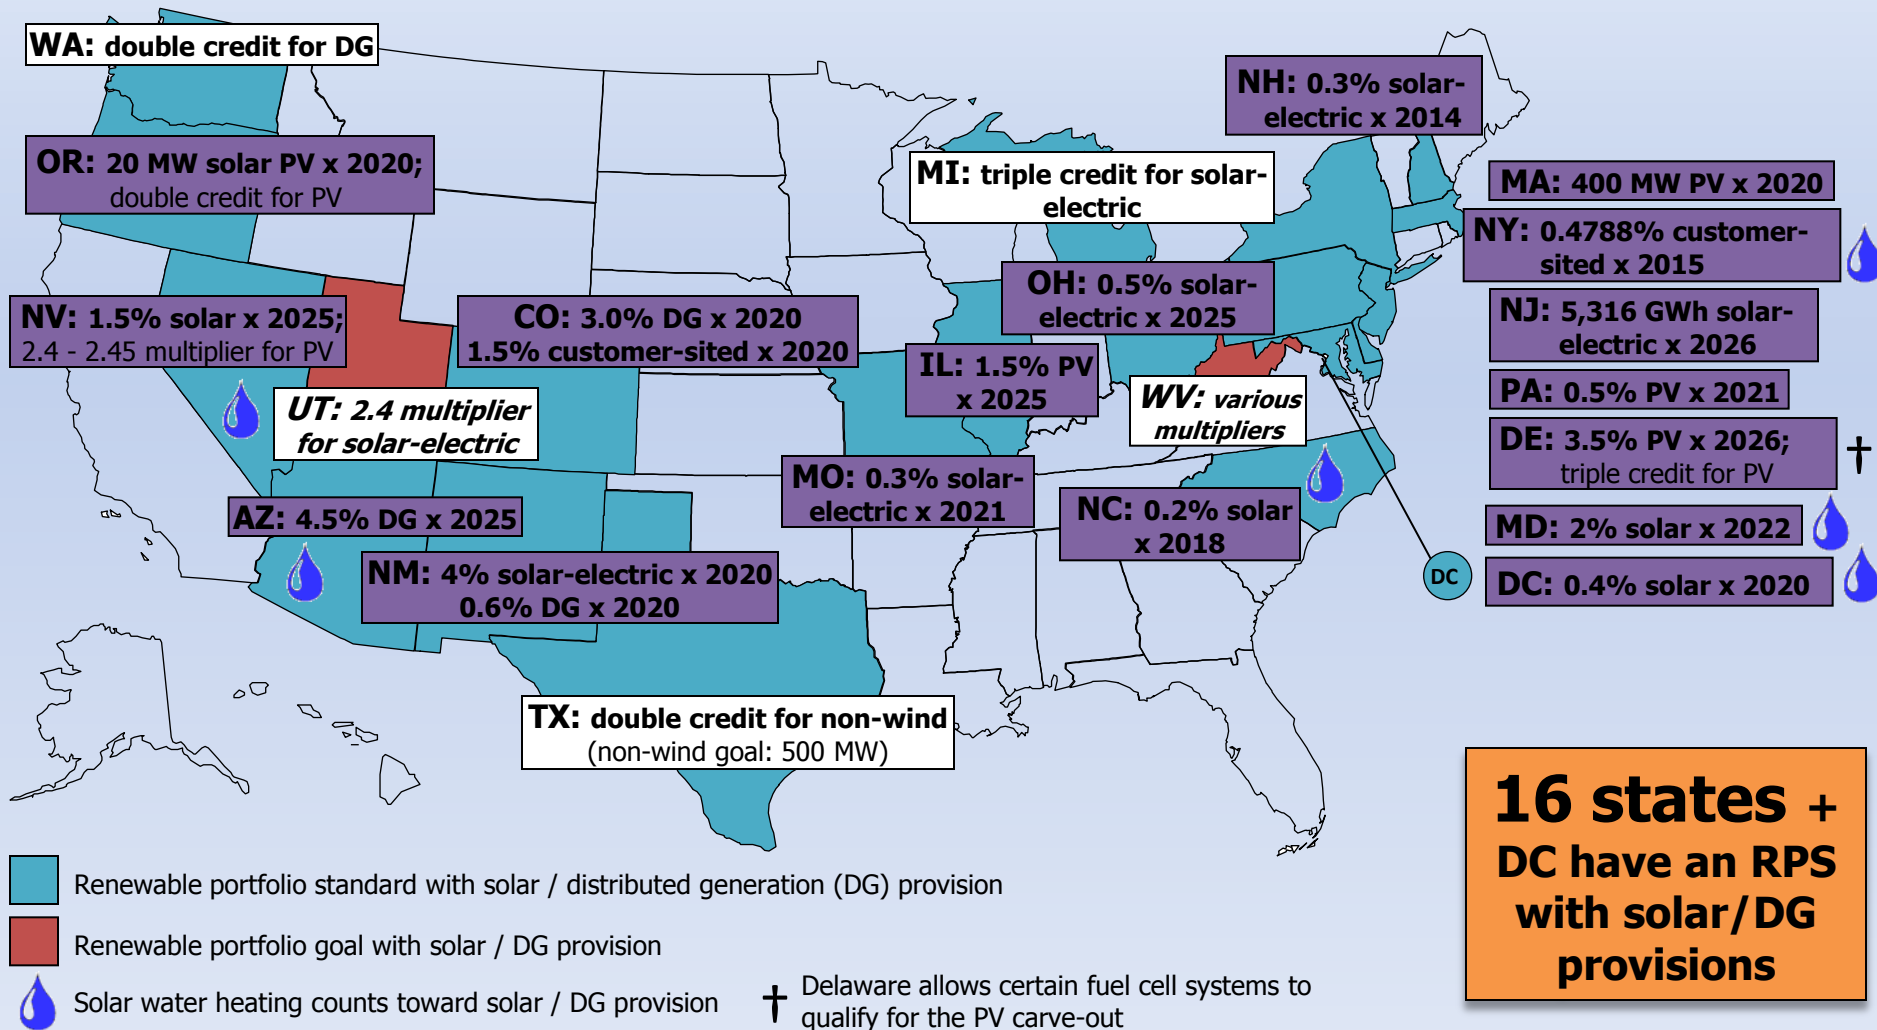 WA: double credit for DG
OR: 20 MW solar PV x 2020;
double credit for PV
NV: 1.5% solar x 2025;
2.4 - 2.45 multiplier for PV
UT: 2.4 multiplier
for solar-electric
CO: 3.0% DG x 2020
1.5% customer-sited x 2020
AZ: 4.5% DG x 2025
NM: 4% solar-electric x 2020
0.6% DG x 2020
TX: double credit for non-wind
(non-wind goal: 500 MW)
MO: 0.3% solar-
electric x 2021
IL: 1.5% PV
x 2025
MI: triple credit for solar-
electric
OH: 0.5% solar-
electric x 2025
WV: various
multipliers
NC: 0.2% solar
x 2018
NH: 0.3% solar-
electric x 2014
MA: 400 MW PV x 2020
NY: 0.4788% customer-
sited x 2015
NJ: 5,316 GWh solar-
electric x 2026
PA: 0.5% PV x 2021
DE: 3.5% PV x 2026;
triple credit for PV
†
MD: 2% solar x 2022
DC: 0.4% solar x 2020
DC
16 states +
DC have an RPS
with solar/DG
provisions
Renewable portfolio standard with solar / distributed generation (DG) provision
Renewable portfolio goal with solar / DG provision
Solar water heating counts toward solar / DG provision
† Delaware allows certain fuel cell systems to
qualify for the PV carve-out